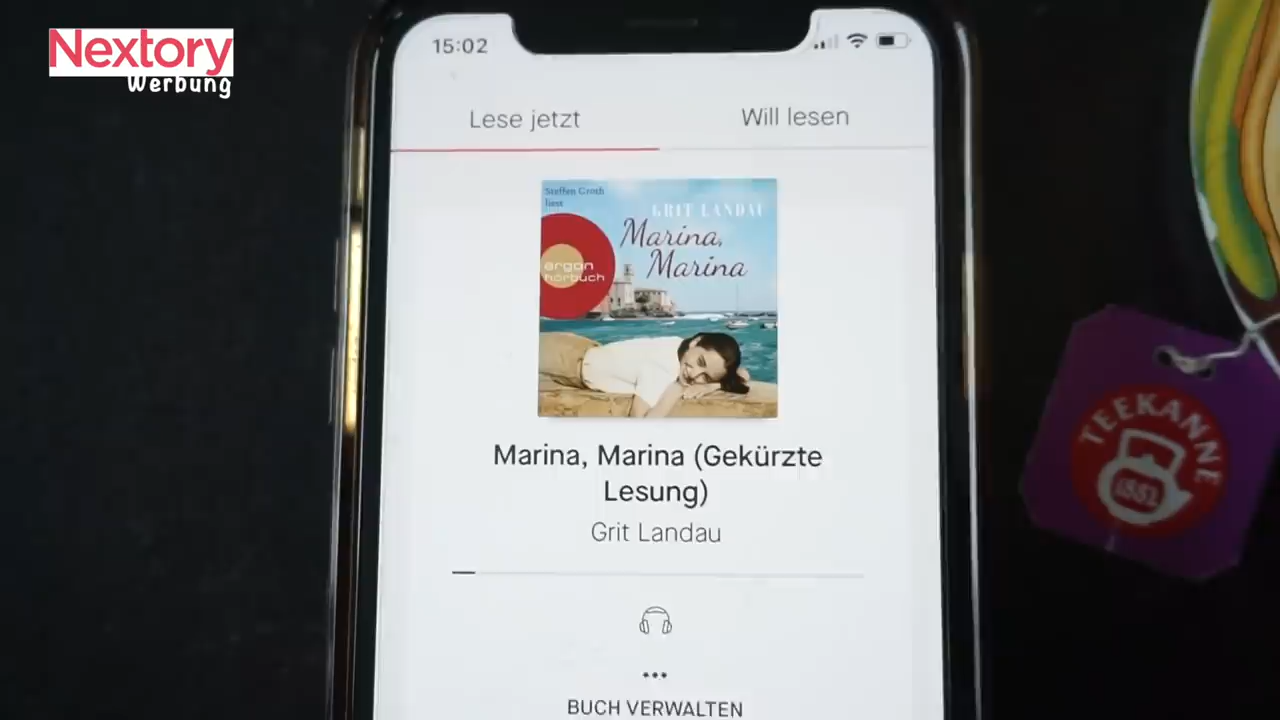 Nextory
Werbung
15:02
Lese jetzt
Will lesen
Steffen Groth
liest
GRIT LANDAU
Marina,
Marina
argon
hörbuch
Marina, Marina (Gekürzte
Lesung)
Grit Landau
BUCH VERWALTEN
TEEKANNE
1882